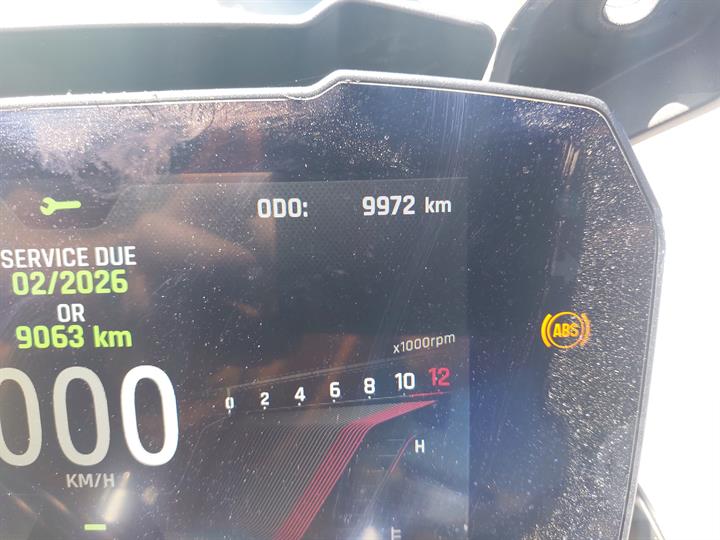 ODO: 9972 km
SERVICE DUE
02/2026
OR
9063 km
x1000rpm
0 2 4 6 8 10 12
000
KM/H
H
ABS